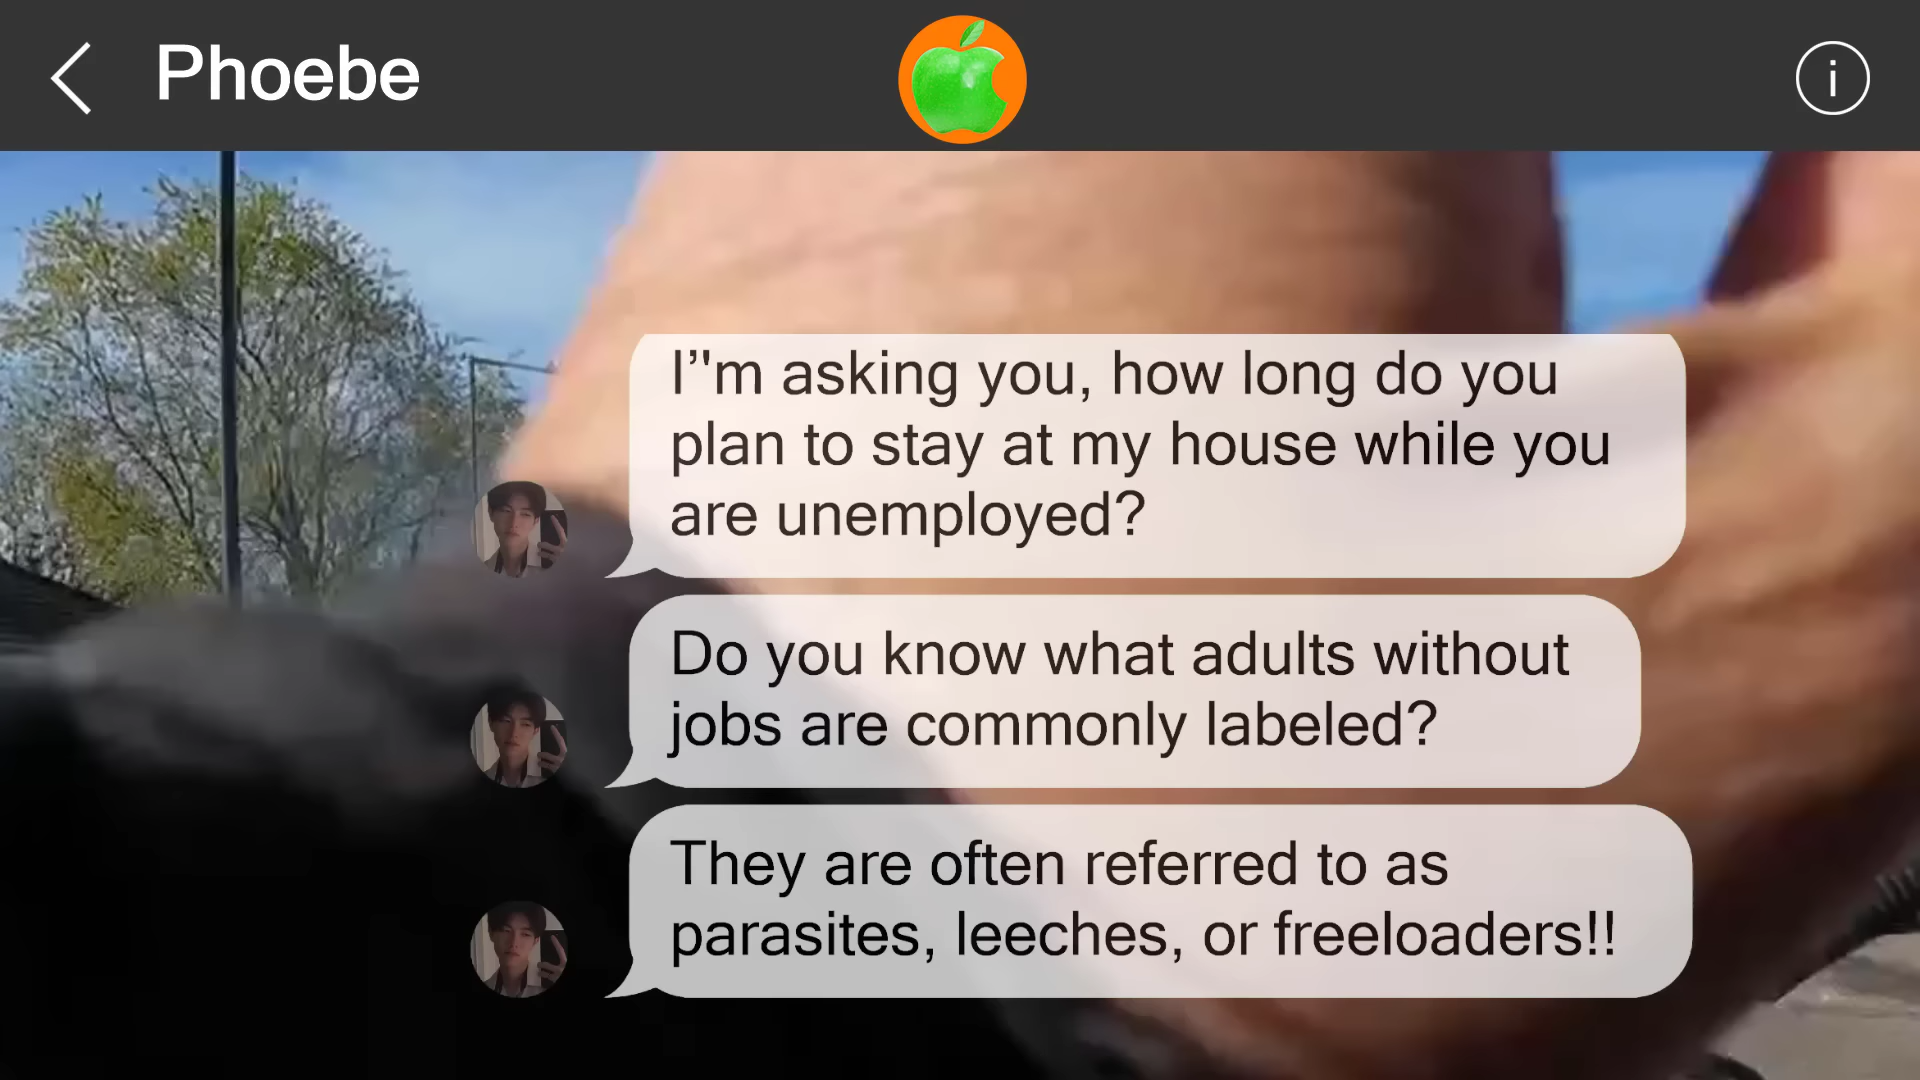 Phoebe
i
I"m asking you, how long do you
plan to stay at my house while you
are unemployed?
Do you know what adults without
jobs are commonly labeled?
They are often referred to as
parasites, leeches, or freeloaders!!